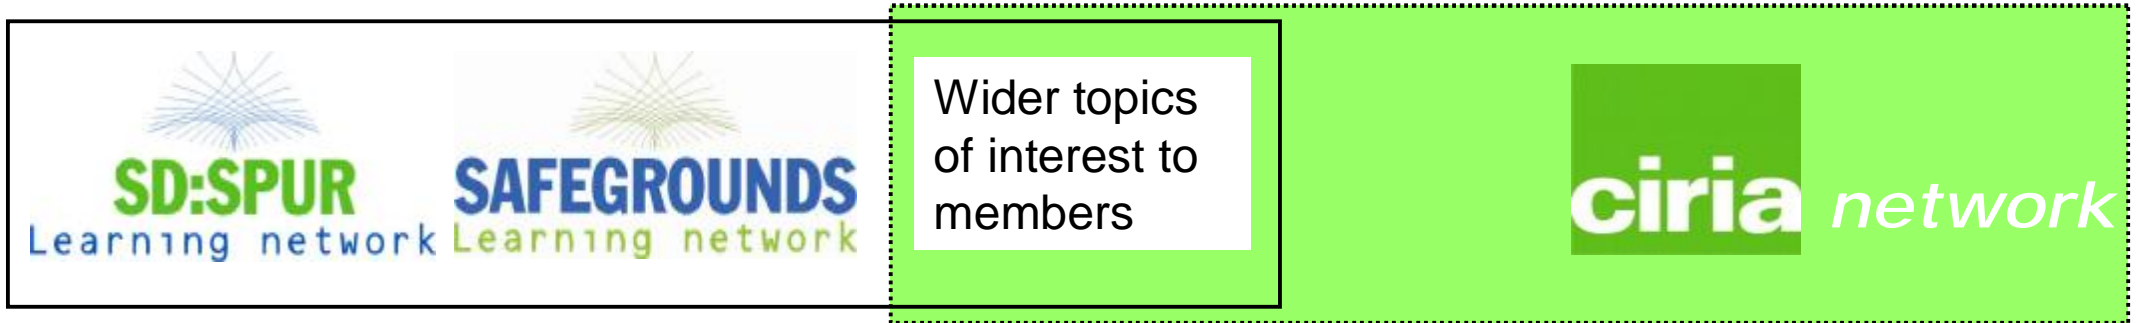 SD:SPUR
Learning network
SAFEGROUNDS
Learning network
Wider topics
of interest to
members
ciria network